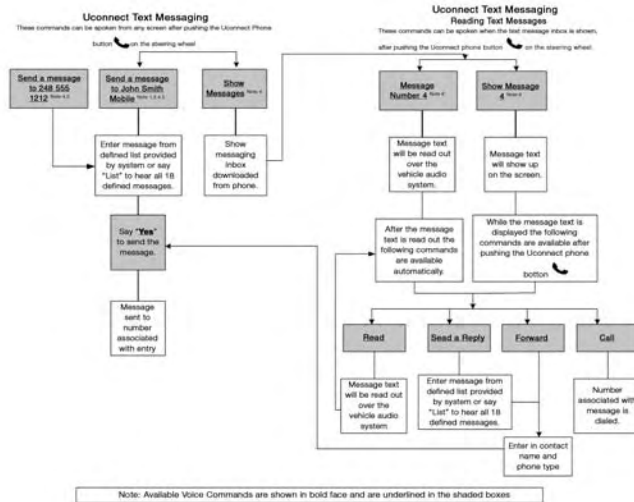 Uconnect Text Messaging
These commands can be spoken from any screen after pushing the Uconnect Phone
button on the steering wheel
Send a message
to 248 555
1212
Send a message
to John Smith
Mobile
Show
Messages
Enter message from
defined list provided
by system or say
"List" to hear all 18
defined messages.
Show
messaging
inbox
downloaded
from phone.
Say "Yes"
to send the
message.
Message
sent to
number
associated
with entry
Uconnect Text Messaging
Reading Text Messages
These commands can be spoken when the text message inbox is shown,
after pushing the Uconnect phone button on the steering wheel.
Message
Number 4
Show Message
4
Message text
will be read out
over the
vehicle audio
system.
Message text
will show up
on the screen.
After the message
text is read out the
following commands
are available
automatically.
While the message text is
displayed the following
commands are available after
pushing the Uconnect phone
botton
Read
Send a Reply
Forward
Call
Message text
will be read out
over the
vehicle audio
system
Enter message from
defined list provided
by system or say
"List" to hear all 18
defined messages.
Number
associated with
message is
dialed.
Enter in contact
name and
phone type
Note: Available Voice Commands are shown in bold face and are underlined in the shaded boxes